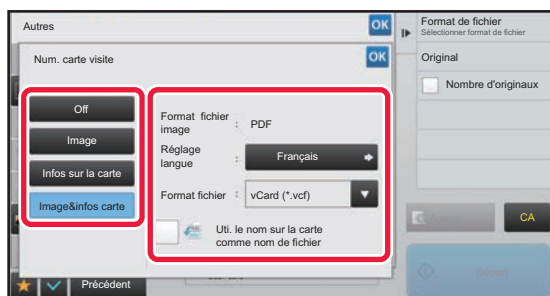 Autres
OK
Format de fichier
Sélectionner format de fichier
Num. carte visite
OK
Original
Nombre d'originaux
Off
Image
Infos sur la carte
Image&infos carte
Format fichier
image
:
PDF
Réglage
langue
:
Français
Format fichier :
vCard (*.vcf)
Uti. le nom sur la carte
comme nom de fichier
CA
Précédent